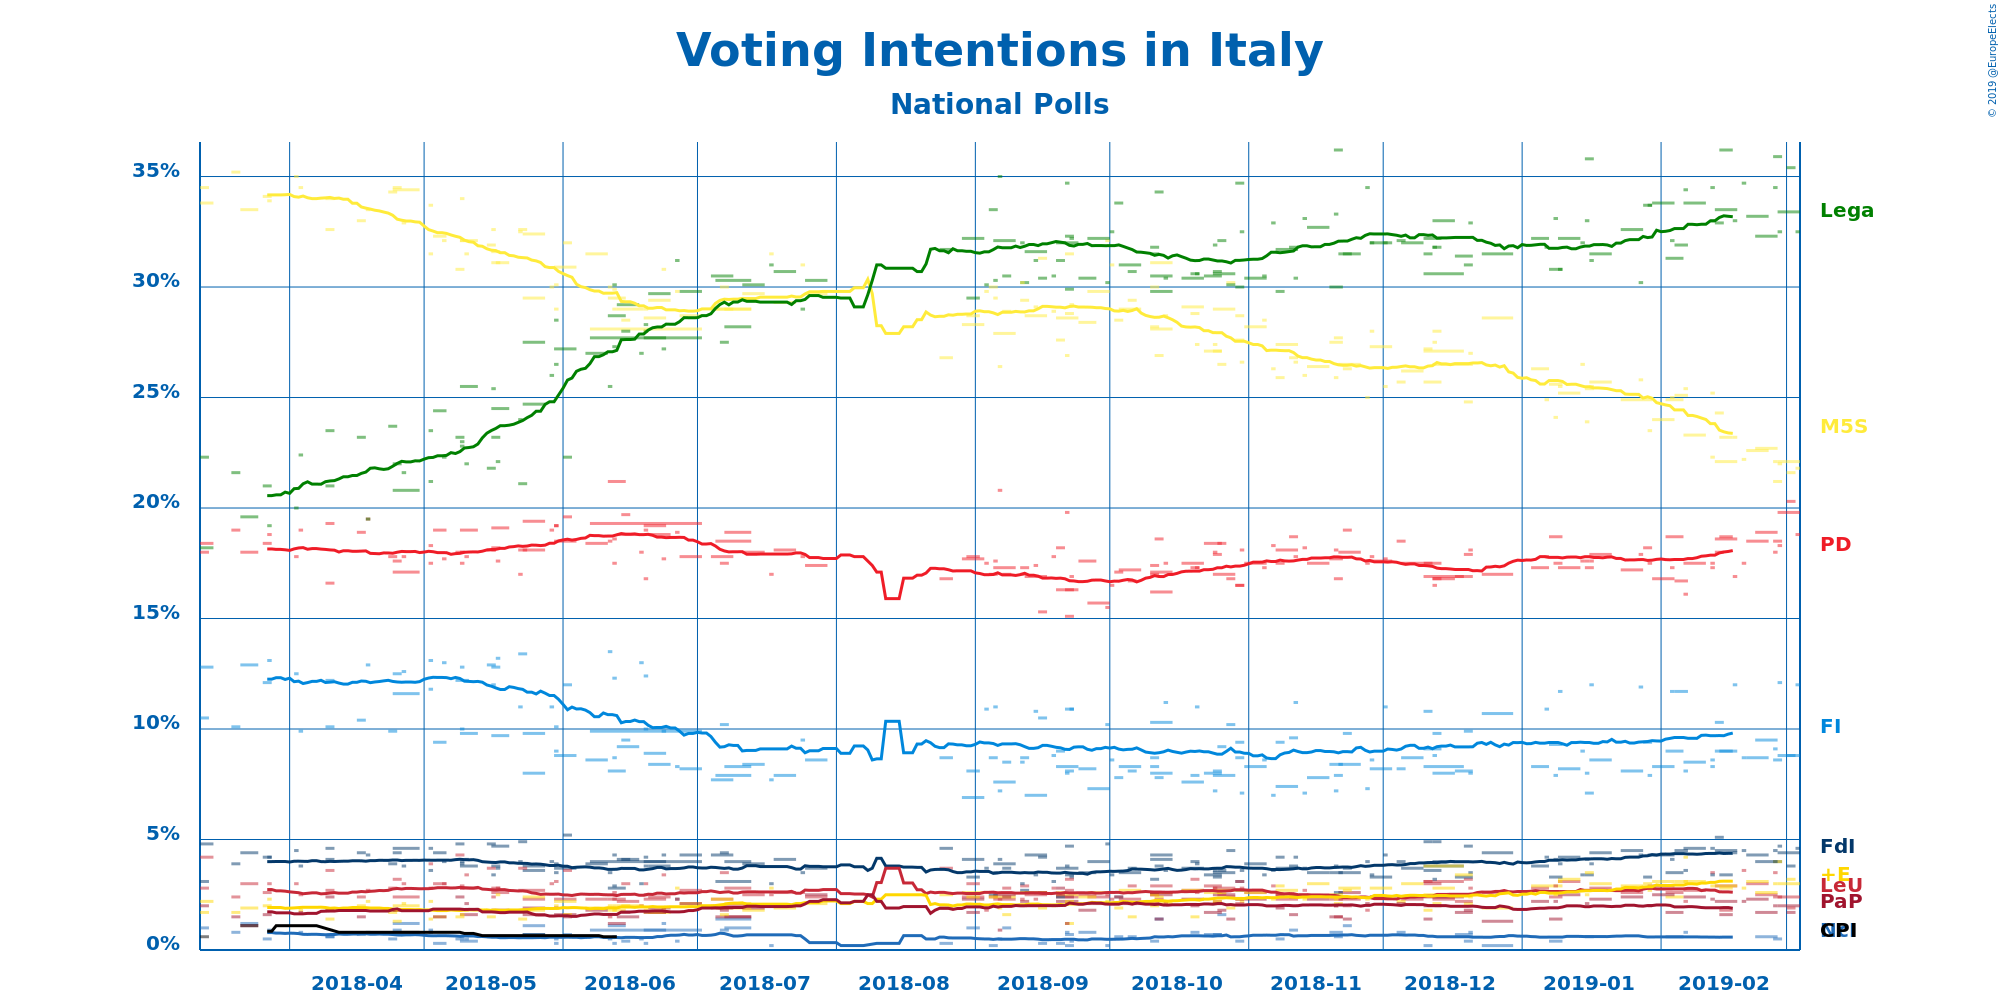 Voting Intentions in Italy
National Polls
© 2019 @EuropeElects
35%
30%
25%
20%
15%
10%
5%
0%
Lega
M5S
PD
FI
FdI
+E
LeU
PaP
CPI
2018-04
2018-05
2018-06
2018-07
2018-08
2018-09
2018-10
2018-11
2018-12
2019-01
2019-02